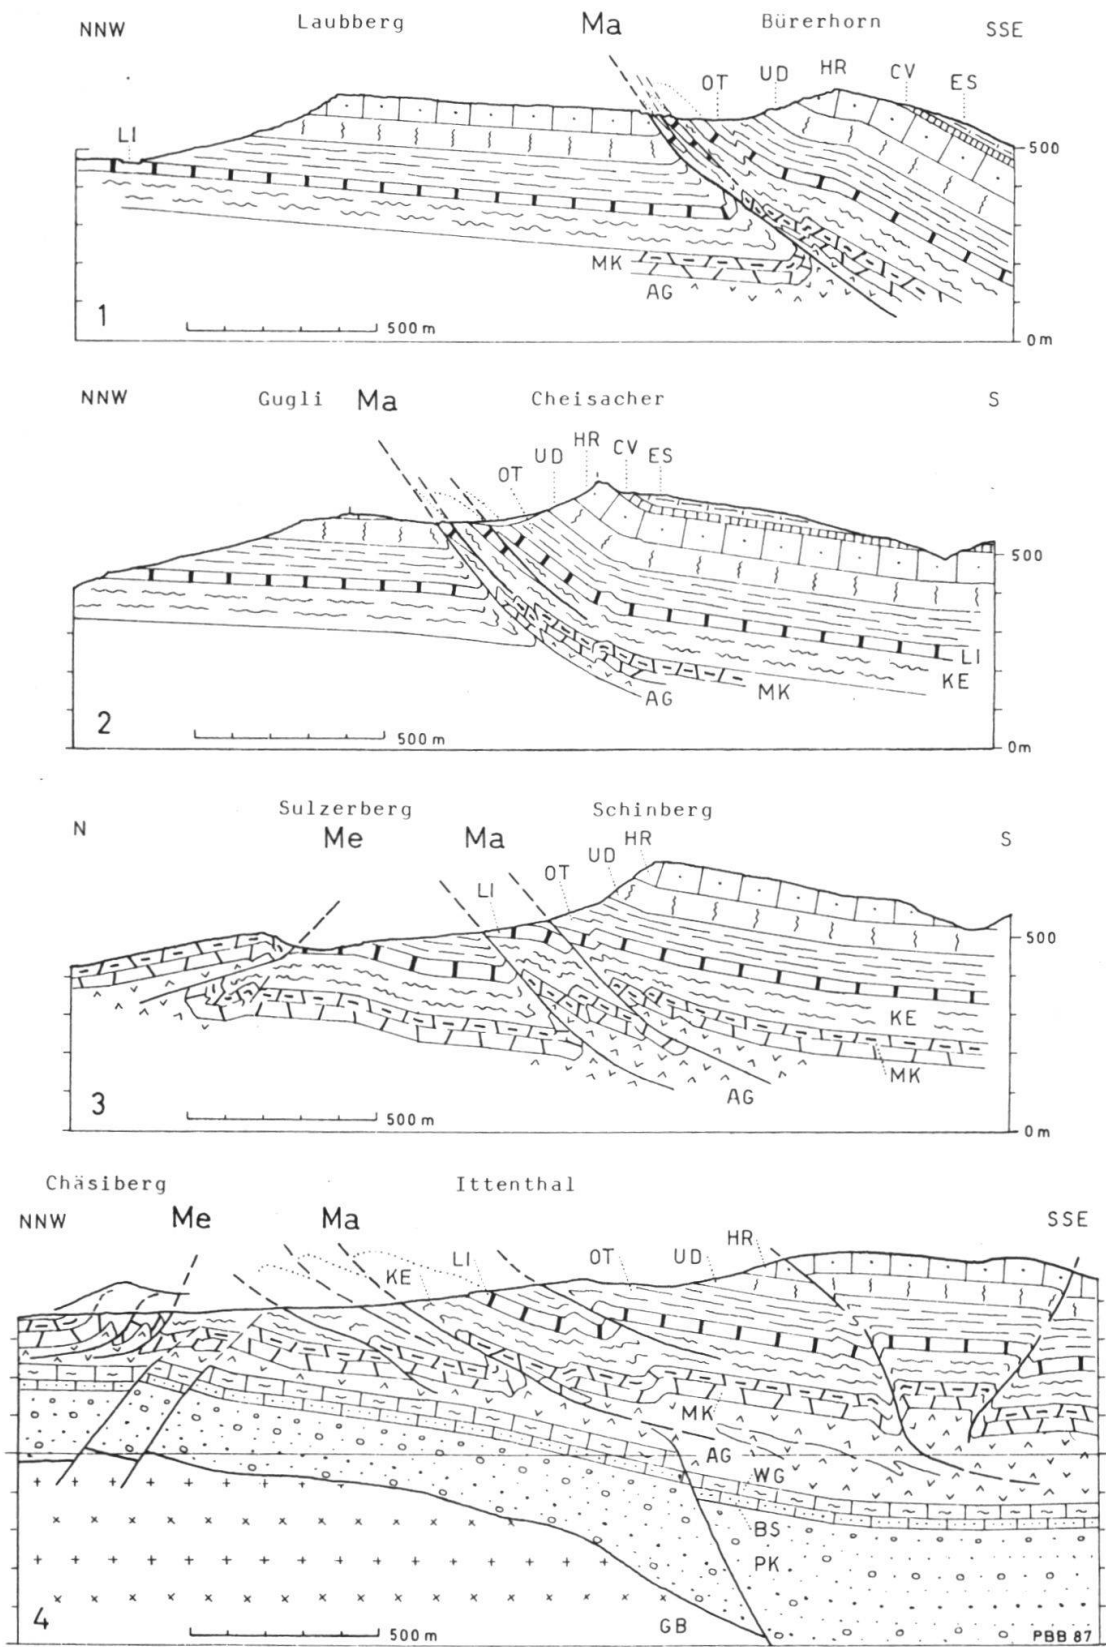 NNW Laubberg Ma Bürerhorn SSE
OT UD HR CV ES
LI
500
MK
AG
1
500 m
0 m
NNW Gugli Ma Cheisacher S
OT UD HR CV ES
500
LI
KE
MK
AG
2
500 m
0m
Sulzerberg Schinberg
N Me Ma HR S
LI OT UD
500
KE
MK
AG
3
500 m
0 m
Chäsiberg Ittenthal
NNW Me Ma SSE
KE LI OT UD HR
MK
AG
WG
BS
PK
4
500 m
GB
PBB 87